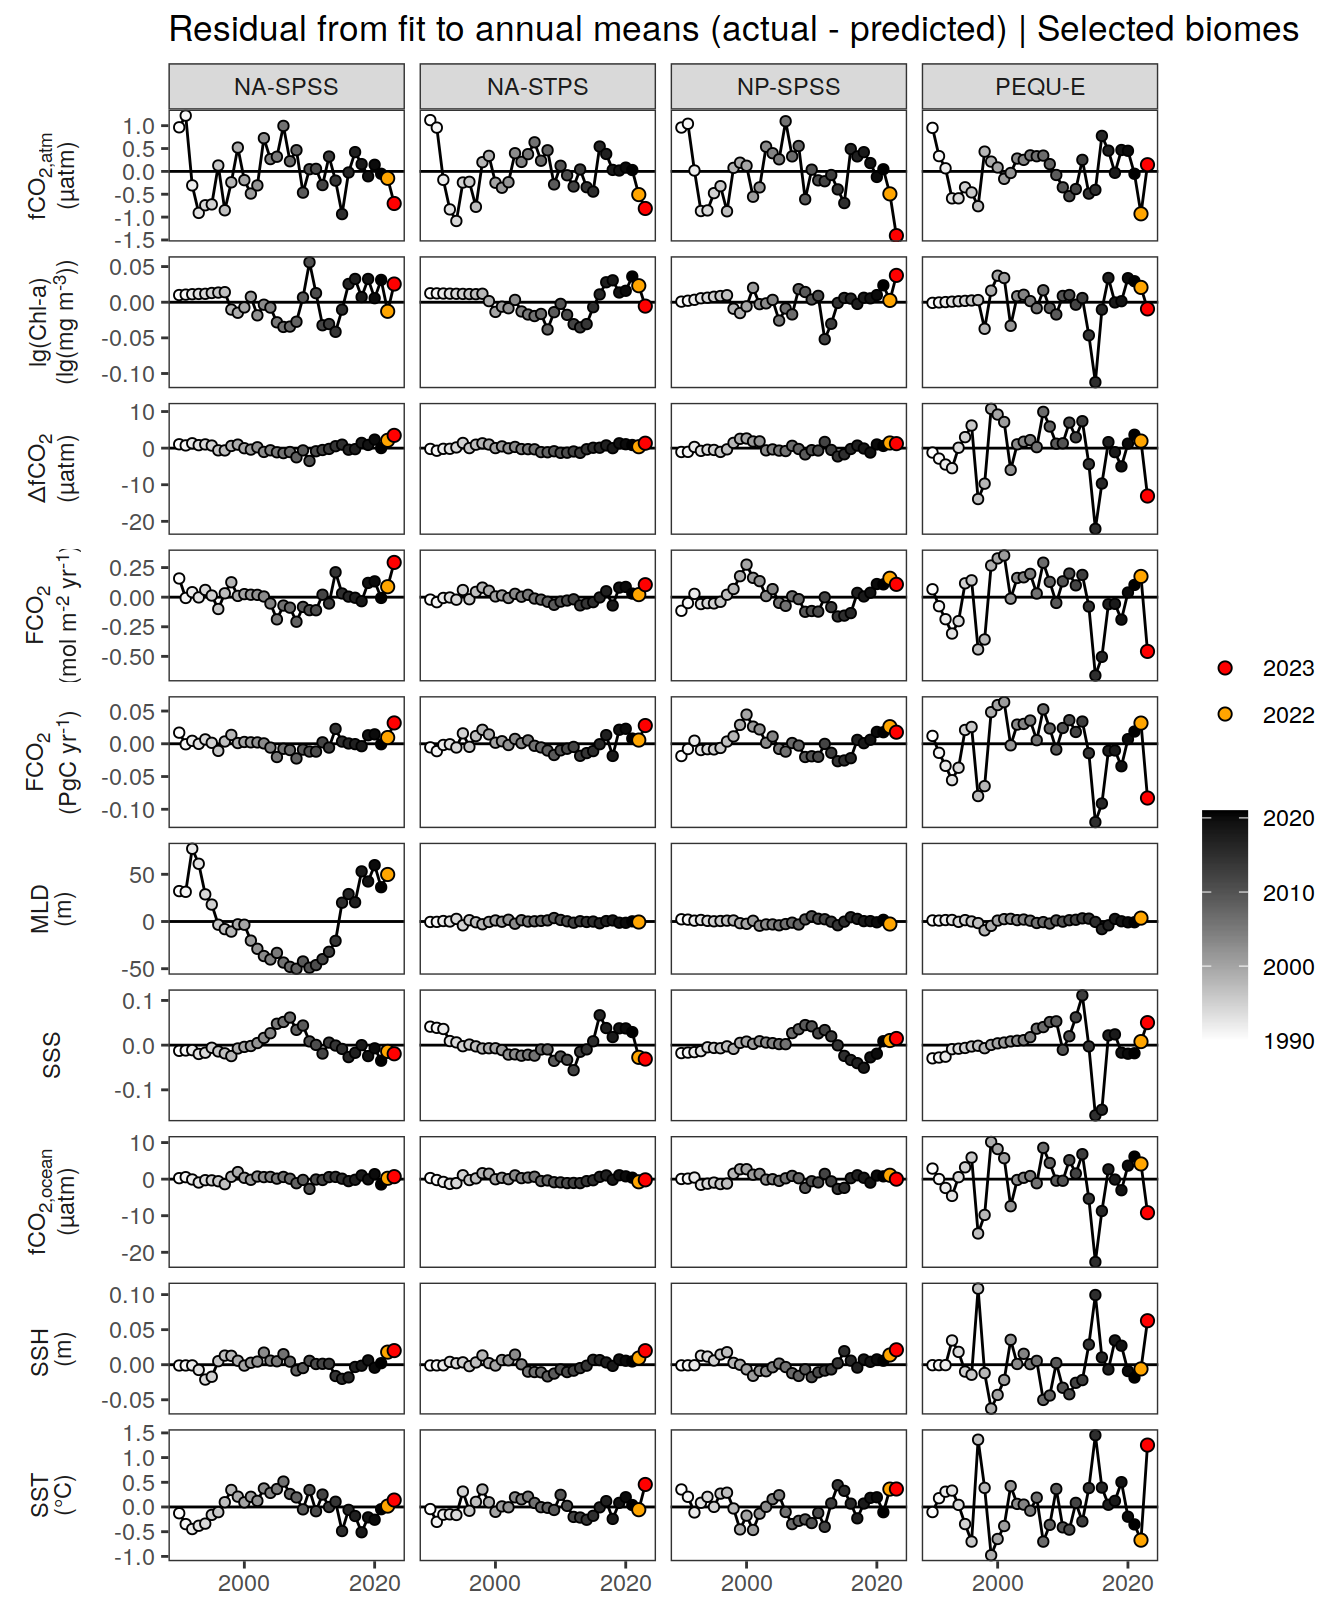 Residual from fit to annual means (actual - predicted) | Selected biomes
NA-SPSS
NA-STPS
NP-SPSS
PEQU-E
fCO2,atm
(µatm)
1.0
0.5
0.0
-0.5
-1.0
-1.5
lg(Chl-a)
(lg(mg m-3))
0.05
0.00
-0.05
-0.10
ΔfCO2
(µatm)
10
0
-10
-20
FCO2
(mol m-2 yr-1)
0.25
0.00
-0.25
-0.50
FCO2
(PgC yr-1)
0.05
0.00
-0.05
-0.10
MLD
(m)
50
0
-50
SSS
0.1
0.0
-0.1
fCO2,ocean
(µatm)
10
0
-10
-20
SSH
(m)
0.10
0.05
0.00
-0.05
SST
(°C)
1.5
1.0
0.5
0.0
-0.5
-1.0
2000
2020
2000
2020
2000
2020
2000
2020
2023
2022
2020
2010
2000
1990